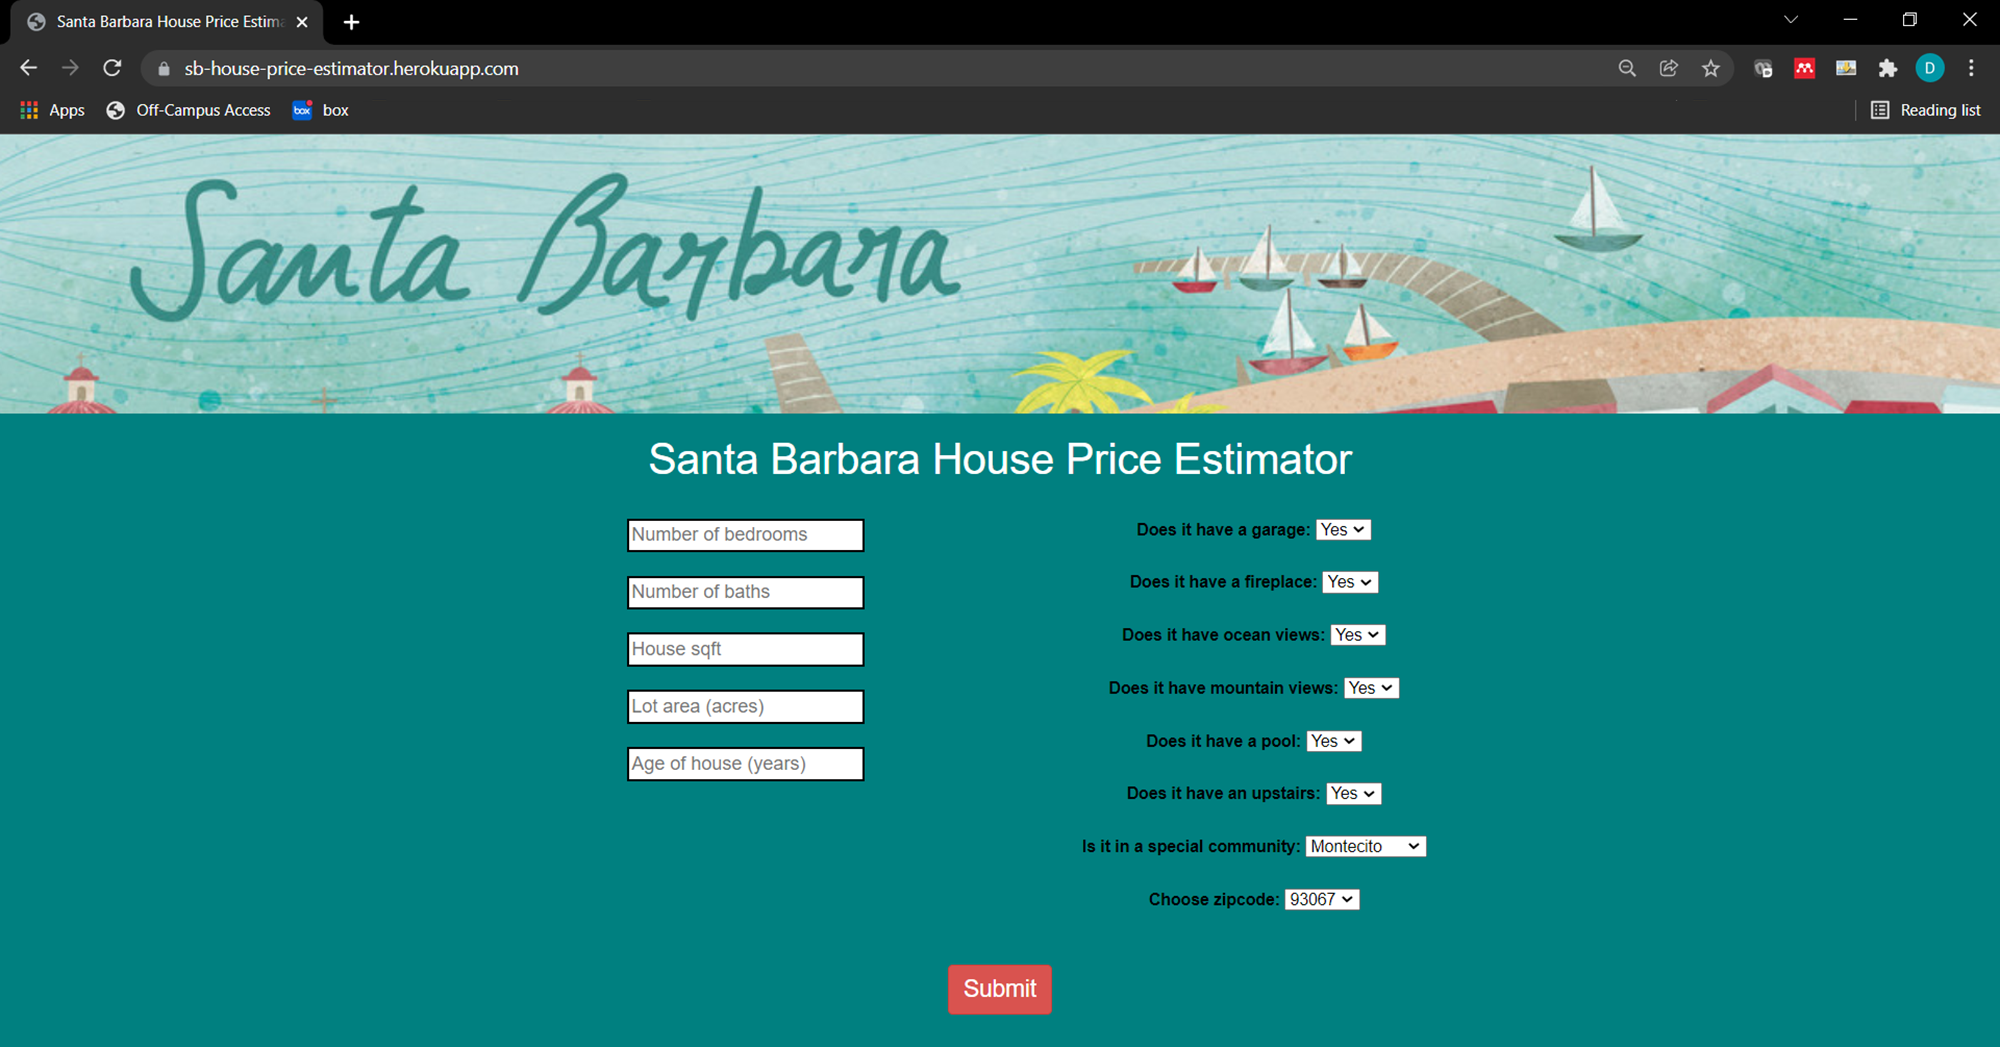 Santa Barbara House Price Estima
sb-house-price-estimator.herokuapp.com
D
Apps
Off-Campus Access
box
box
Reading list
Santa Barbara
Santa Barbara House Price Estimator
Number of bedrooms
Number of baths
House sqft
Lot area (acres)
Age of house (years)
Does it have a garage: Yes
Does it have a fireplace: Yes
Does it have ocean views: Yes
Does it have mountain views: Yes
Does it have a pool: Yes
Does it have an upstairs: Yes
Is it in a special community: Montecito
Choose zipcode: 93067
Submit